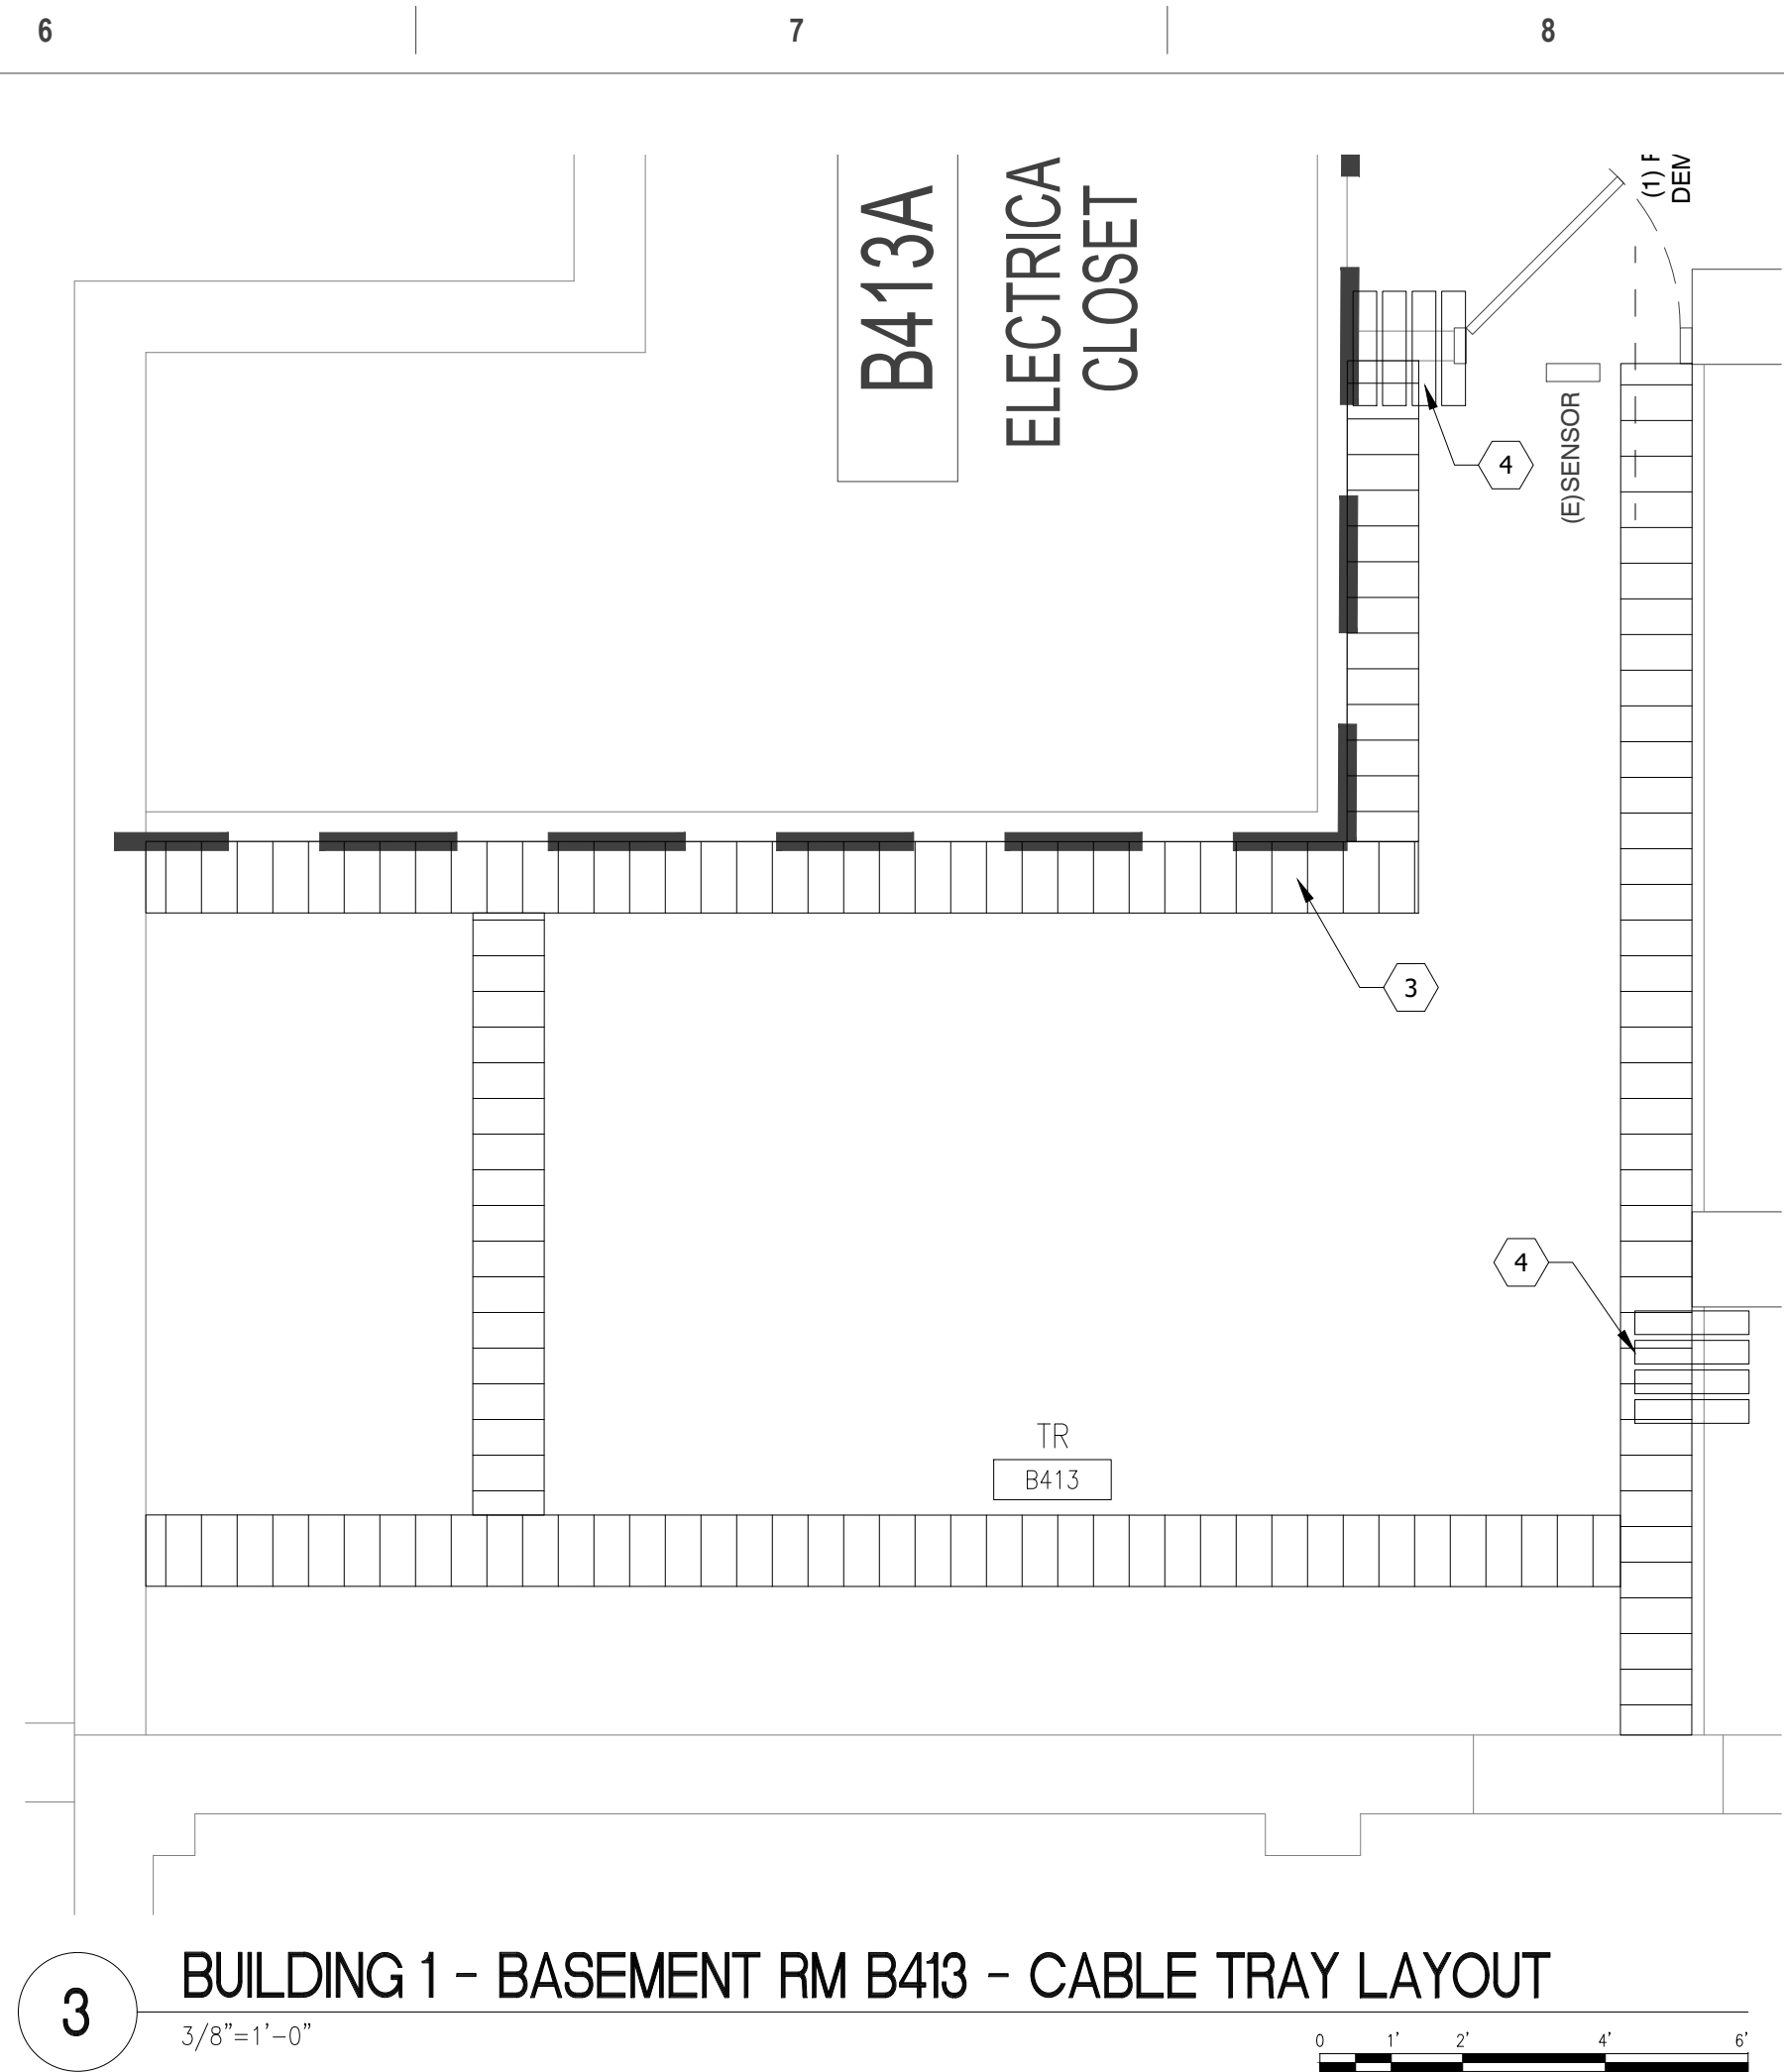 6 7 8
B413A
ELECTRICA
CLOSET
(1)
4
(E)SENSOR
3
4
TR
B413
3
BUILDING 1 - BASEMENT RM B413 - CABLE TRAY LAYOUT
3/8"=1'-0"
0 1' 2' 4' 6'